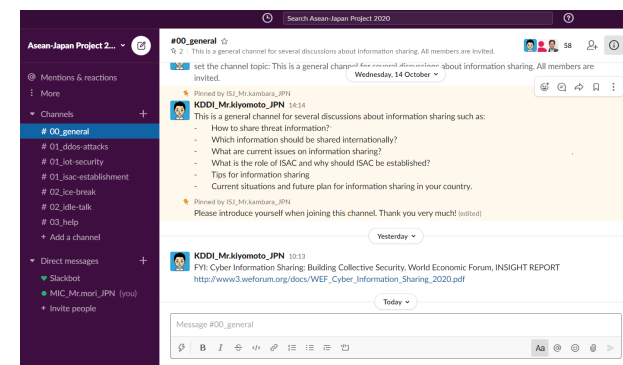 Search Asean-Japan Project 2020
Asean-Japan Project 2...
Mentions & reactions
More
Channels
# 00_general
# 01_ddos-attacks
# 01_iot-security
# 01_isac-establishment
# 02_ice-break
# 02_idle-talk
# 03_help
+ Add a channel
Direct messages
Slackbot
MIC_Mr.mori_JPN (you)
+ Invite people
#00_general
2 | This is a general channel for several discussions about information sharing. All members are invited.
58
set the channel topic: This is a general channel for several discussions about information sharing. All members are
invited.
Wednesday, 14 October
Pinned by ISJ_Mr.kambara_JPN
KDDI_Mr.kiyomoto_JPN 14:14
This is a general channel for several discussions about information sharing such as:
- How to share threat information?
- Which information should be shared internationally?
- What are current issues on information sharing?
- What is the role of ISAC and why should ISAC be established?
- Tips for information sharing
- Current situations and future plan for information sharing in your country.
Pinned by ISJ_Mr.kambara_JPN
Please introduce yourself when joining this channel. Thank you very much! (edited)
Yesterday
KDDI_Mr.kiyomoto_JPN 10:13
FYI: Cyber Information Sharing: Building Collective Security, World Economic Forum, INSIGHT REPORT
http://www3.weforum.org/docs/WEF_Cyber_Information_Sharing_2020.pdf
Today
Message #00_general
B I Aa @